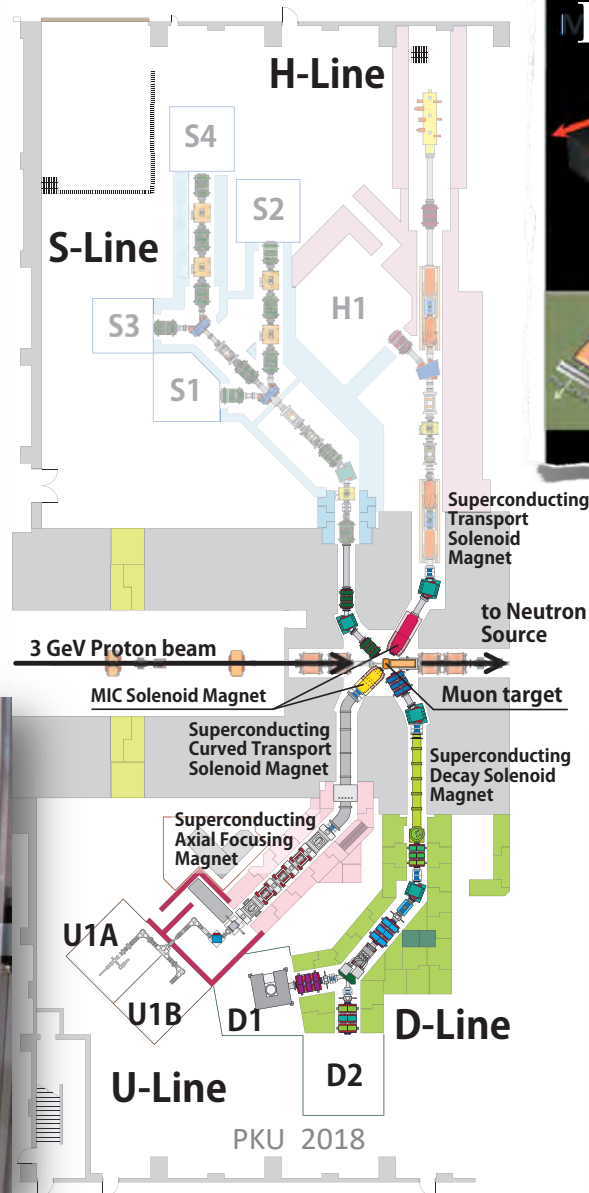 H-Line
S4
S2
S-Line
H1
S3
S1
Superconducting
Transport
Solenoid
Magnet
to Neutron
Source
3 GeV Proton beam
MIC Solenoid Magnet
Muon target
Superconducting
Curved Transport
Solenoid Magnet
Superconducting
Decay Solenoid
Magnet
Superconducting
Axial Focusing
Magnet
U1A
U1B
D1
D-Line
D2
U-Line
PKU 2018